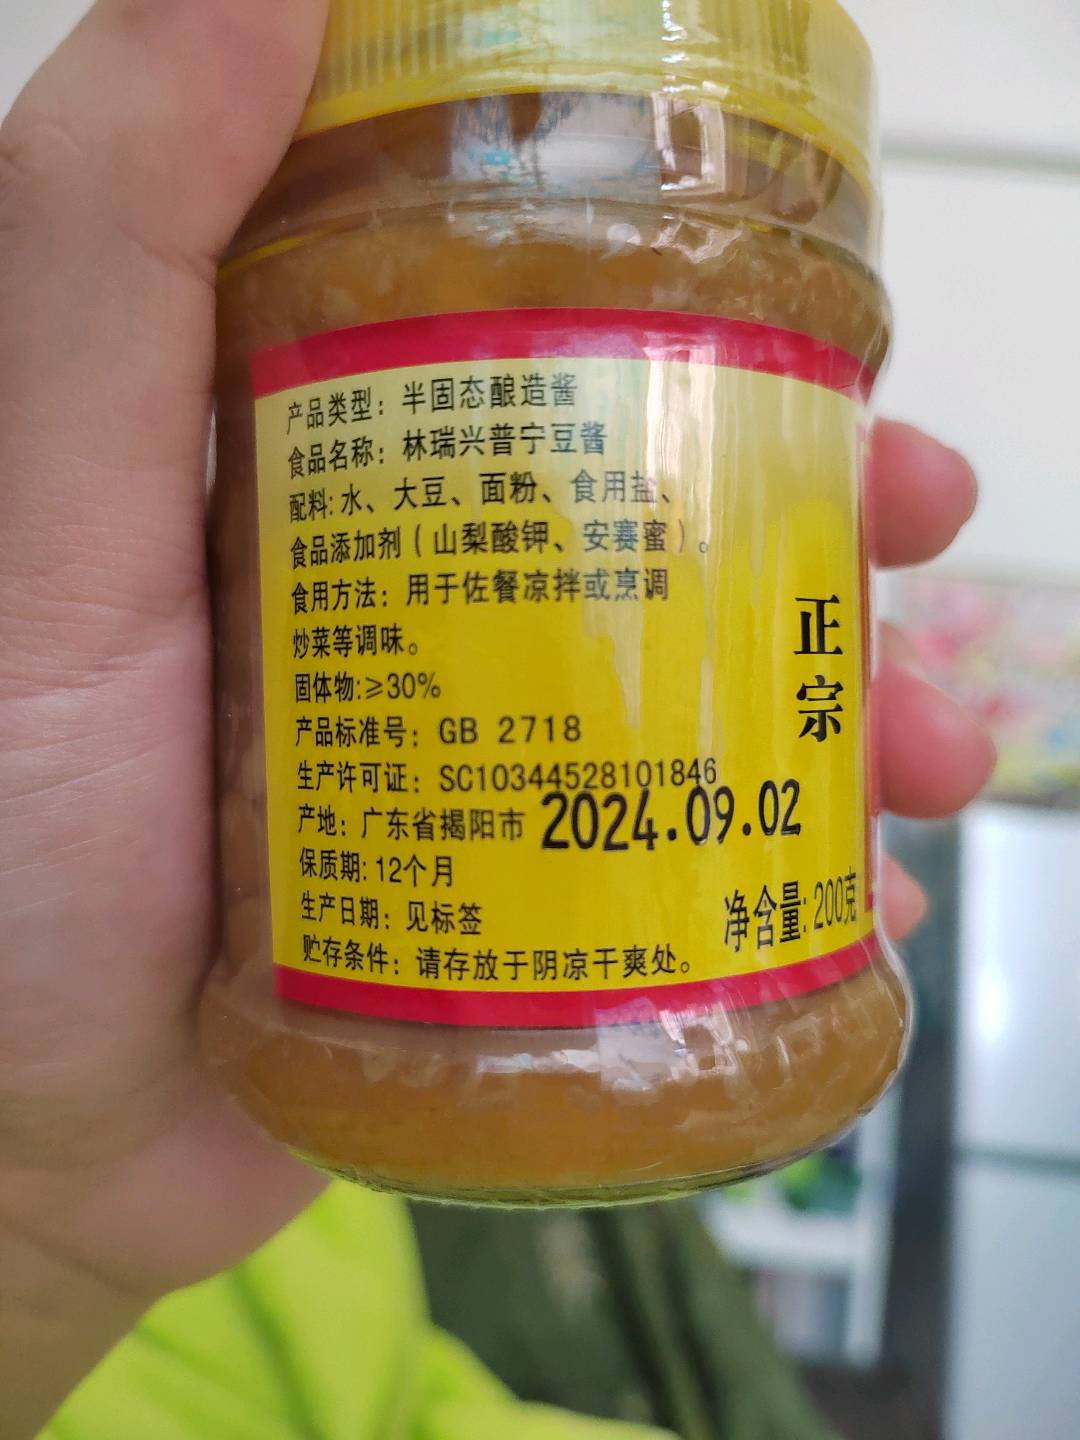 产品类型：半固态酿造酱
食品名称：林瑞兴普宁豆酱
配料:水、大豆、面粉、食用盐、
食品添加剂（山梨酸钾、安赛蜜）。
食用方法：用于佐餐凉拌或烹调
炒菜等调味。
固体物:≥30%
产品标准号：GB 2718
生产许可证：SC10344528101846
产地：广东省揭阳市
2024.09.02
保质期:12个月
生产日期：见标签
贮存条件：请存放于阴凉干爽处。
净含量:200克
正宗